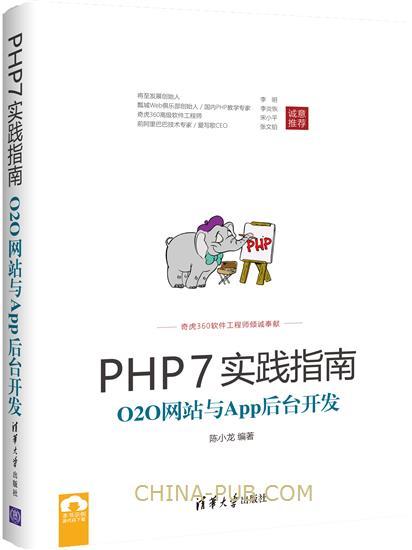 PHP7实践指南
O2O网站与App后台开发
清华大学出版社
将至发展创始人 李明
瓢城Web俱乐部创始人 / 国内PHP教学专家 李炎恢
奇虎360高级软件工程师 宋小平
前阿里巴巴技术专家 / 爱写歌CEO 张文铂
诚意
推荐
PHP
奇虎360软件工程师倾诚奉献
PHP7实践指南
O2O网站与App后台开发
陈小龙 编著
CHINA-PUB.COM
清华大学出版社